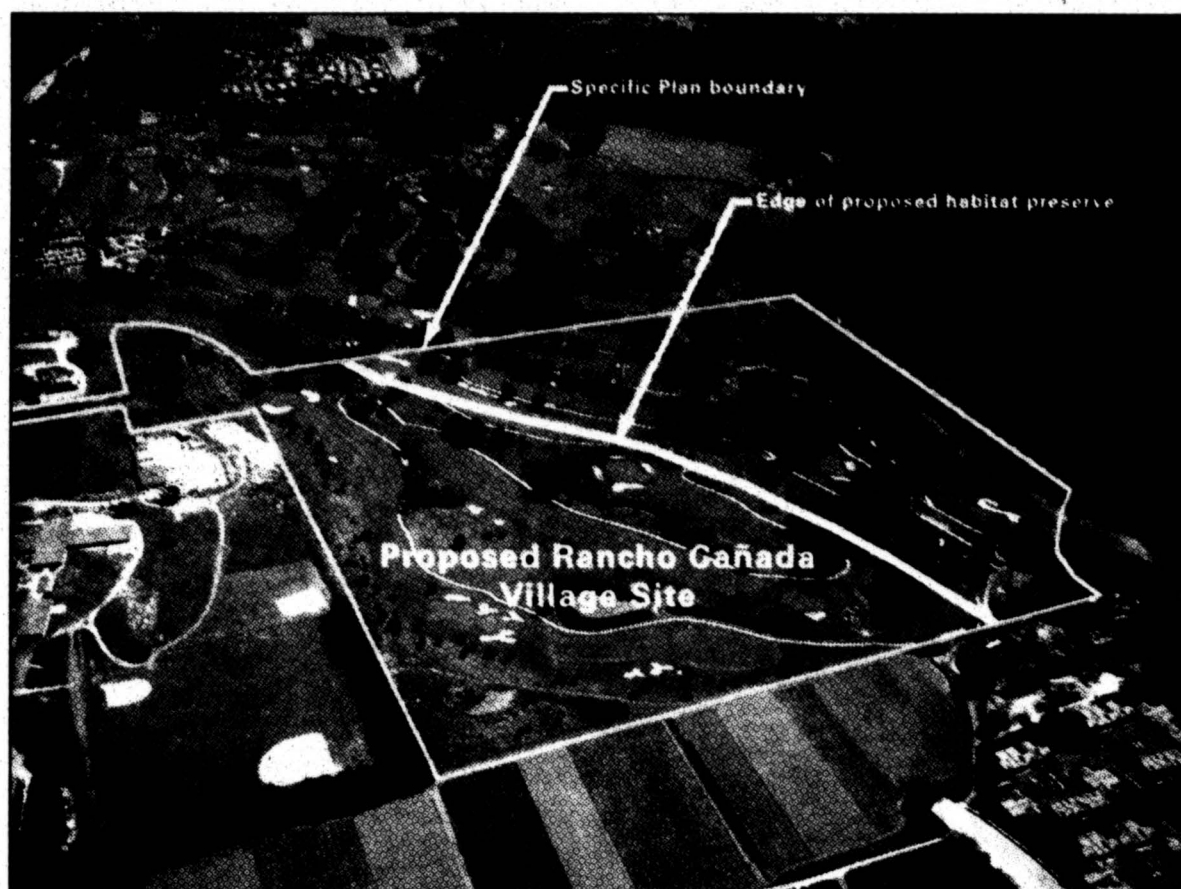 Specific Plan boundary
Edge of proposed habitat preserve
Proposed Rancho Cañada
Village Site